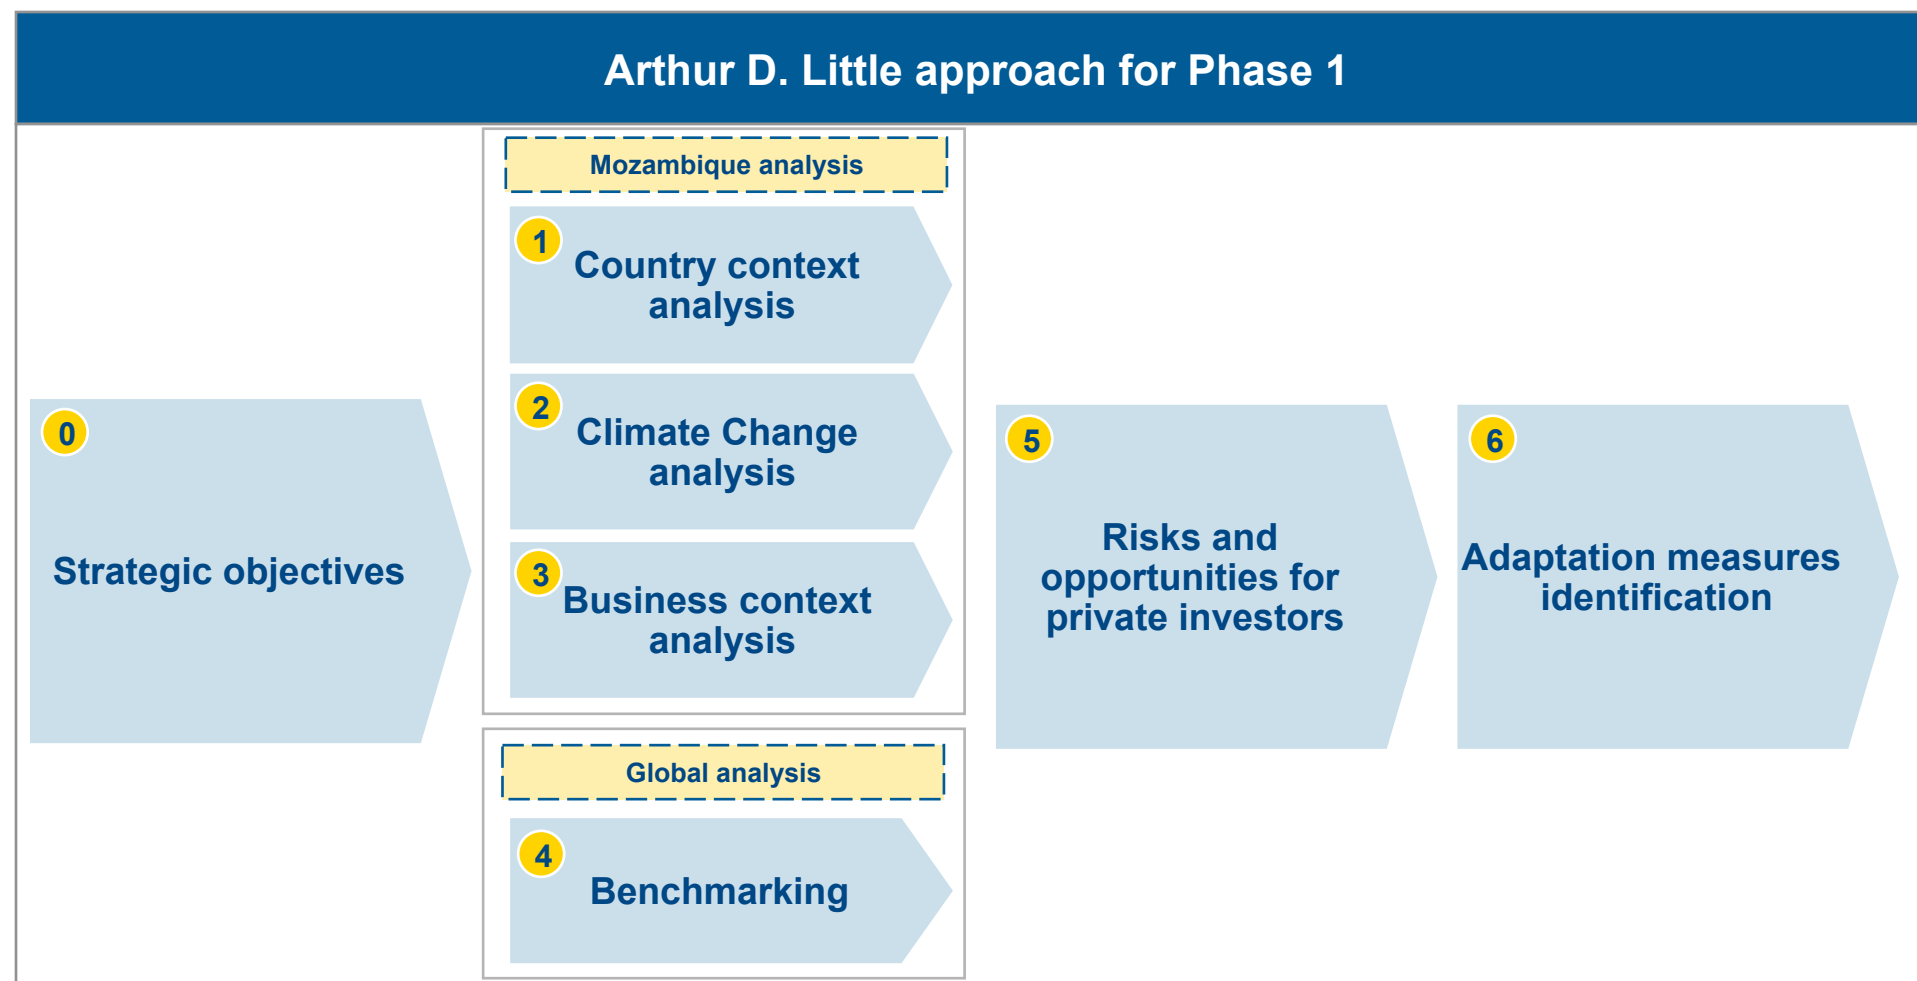 Arthur D. Little approach for Phase 1
0
Strategic objectives
Mozambique analysis
1
Country context
analysis
2
Climate Change
analysis
3
Business context
analysis
Global analysis
4
Benchmarking
5
Risks and
opportunities for
private investors
6
Adaptation measures
identification